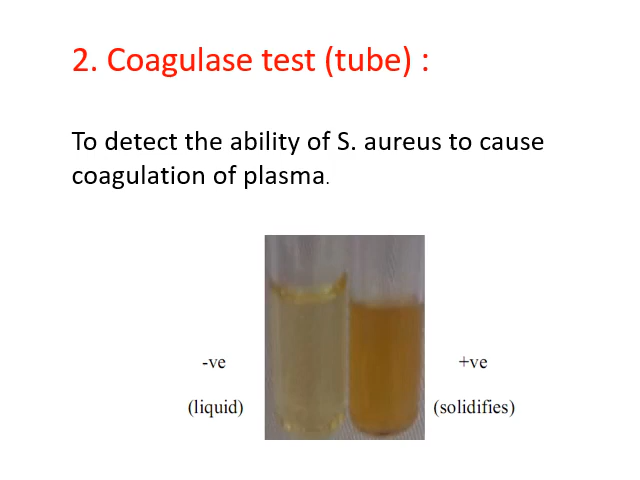 2. Coagulase test (tube) :
To detect the ability of S. aureus to cause
coagulation of plasma.
-ve
+ve
(liquid)
(solidifies)